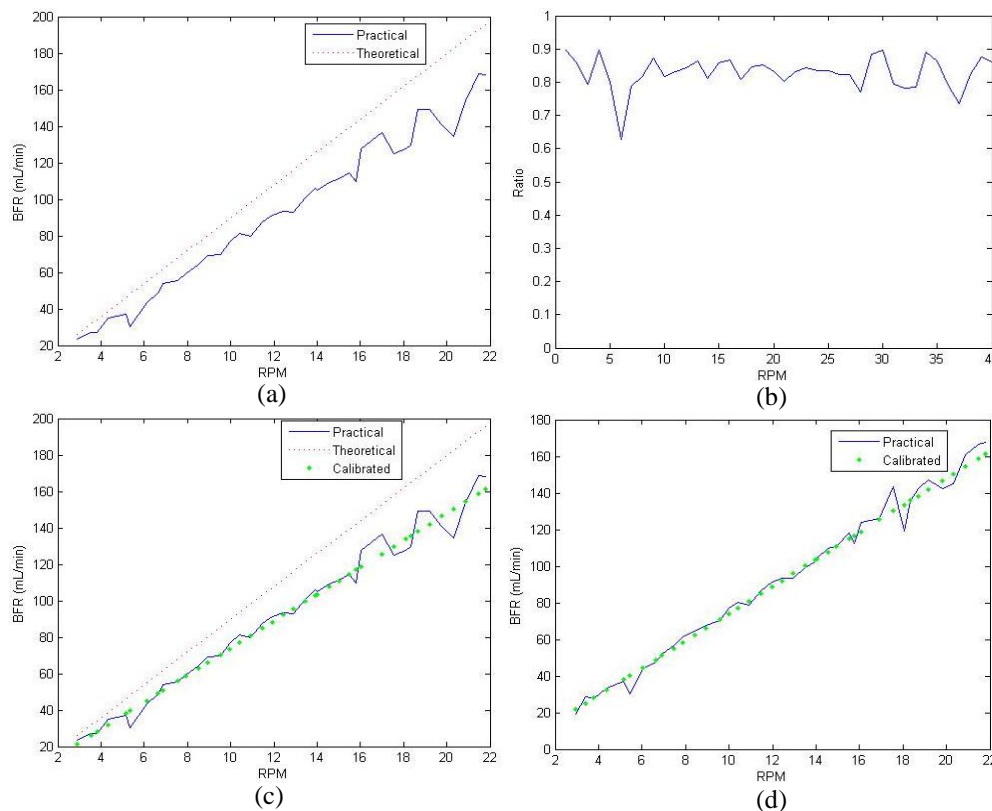 200
180
160
140
120
100
80
60
40
20
BFR (mL/min)
Practical
Theoretical
2 4 6 8 10 12 14 16 18 20 22
RPM
(a)
1
0.9
0.8
0.7
0.6
0.5
0.4
0.3
0.2
0.1
0
Ratio
0 5 10 15 20 25 30 35 40
RPM
(b)
200
180
160
140
120
100
80
60
40
20
BFR (mL/min)
Practical
Theoretical
Calibrated
2 4 6 8 10 12 14 16 18 20 22
RPM
(c)
180
160
140
120
100
80
60
40
20
0
BFR (mL/min)
Practical
Calibrated
2 4 6 8 10 12 14 16 18 20 22
RPM
(d)